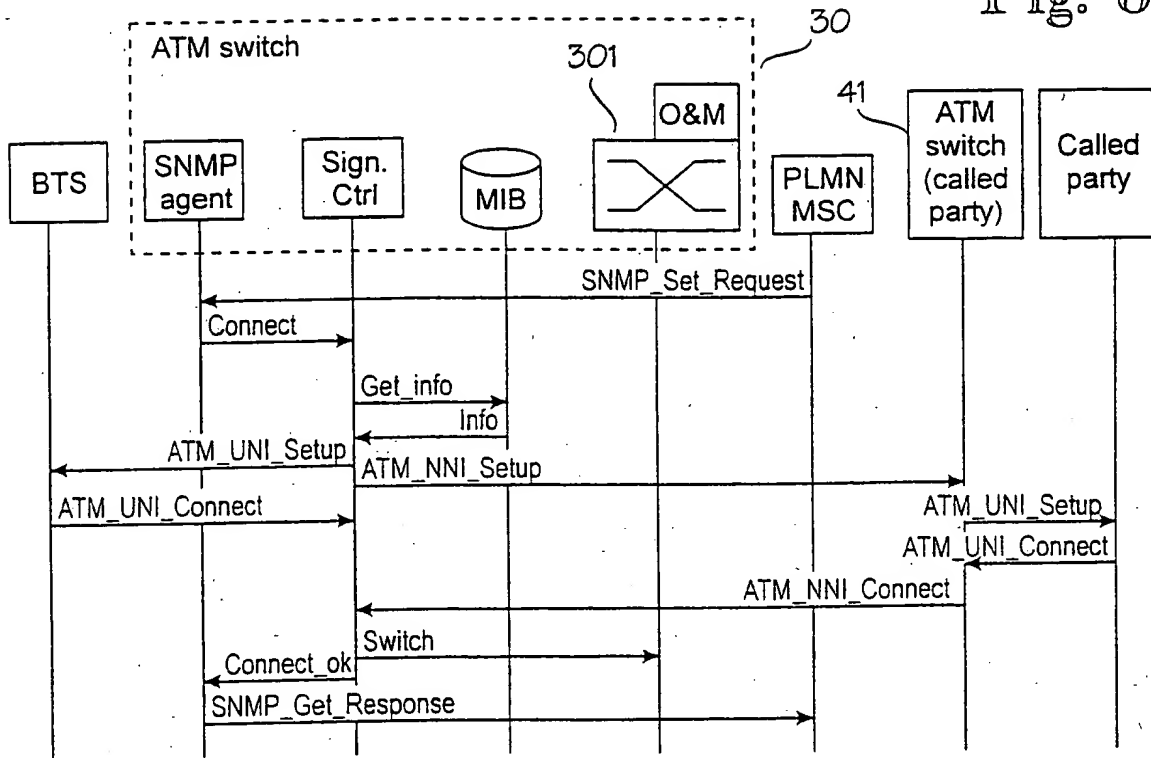 Fig.
30
ATM switch
301
O&M
41
BTS
SNMP
agent
Sign.
Ctrl
MIB
PLMN
MSC
ATM
switch
(called
party)
Called
party
SNMP_Set_Request
Connect
Get_info
Info
ATM_UNI_Setup
ATM_NNI_Setup
ATM_UNI_Connect
ATM_UNI_Setup
ATM_UNI_Connect
ATM_NNI_Connect
Switch
Connect_ok
SNMP_Get_Response